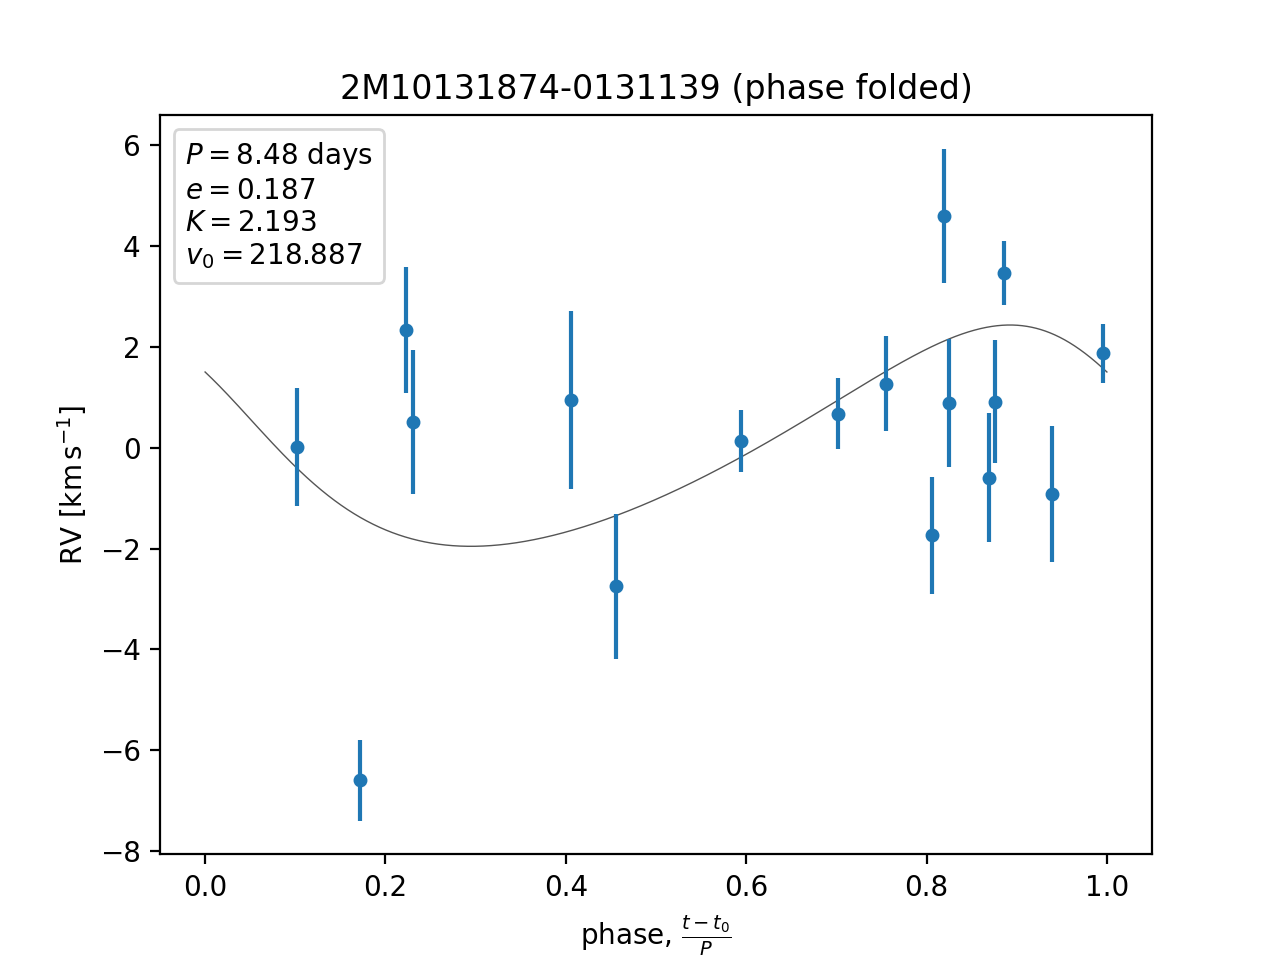 2M10131874-0131139 (phase folded)
P = 8.48 days
e = 0.187
K = 2.193
v₀ = 218.887
6
4
2
0
−2
−4
−6
−8
RV [km s⁻¹]
0.0 0.2 0.4 0.6 0.8 1.0
phase, (t − t₀)/P